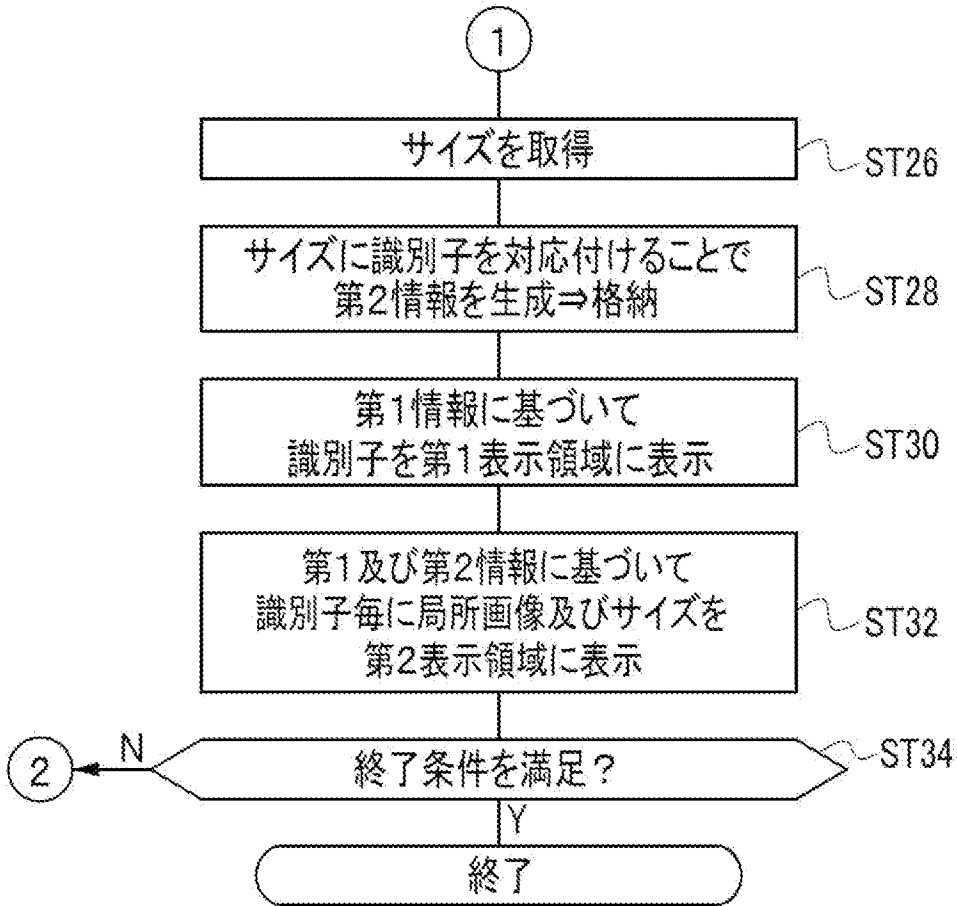 1
サイズを取得
ST26
サイズに識別子を対応付けることで
第2情報を生成⇒格納
ST28
第1情報に基づいて
識別子を第1表示領域に表示
ST30
第1及び第2情報に基づいて
識別子毎に局所画像及びサイズを
第2表示領域に表示
ST32
終了条件を満足?
ST34
N
2
Y
終了